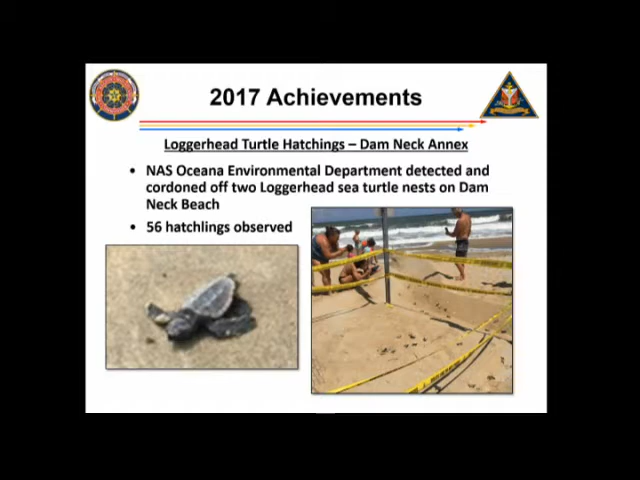 2017 Achievements
Loggerhead Turtle Hatchings – Dam Neck Annex
• NAS Oceana Environmental Department detected and
cordoned off two Loggerhead sea turtle nests on Dam
Neck Beach
• 56 hatchlings observed